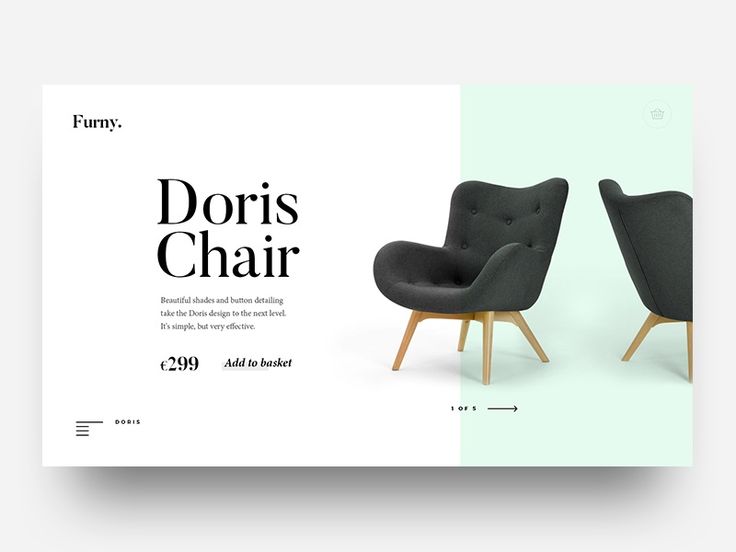 Furny.
Doris
Chair
Beautiful shades and button detailing
take the Doris design to the next level.
It's simple, but very effective.
€299
Add to basket
1 OF 5
DORIS